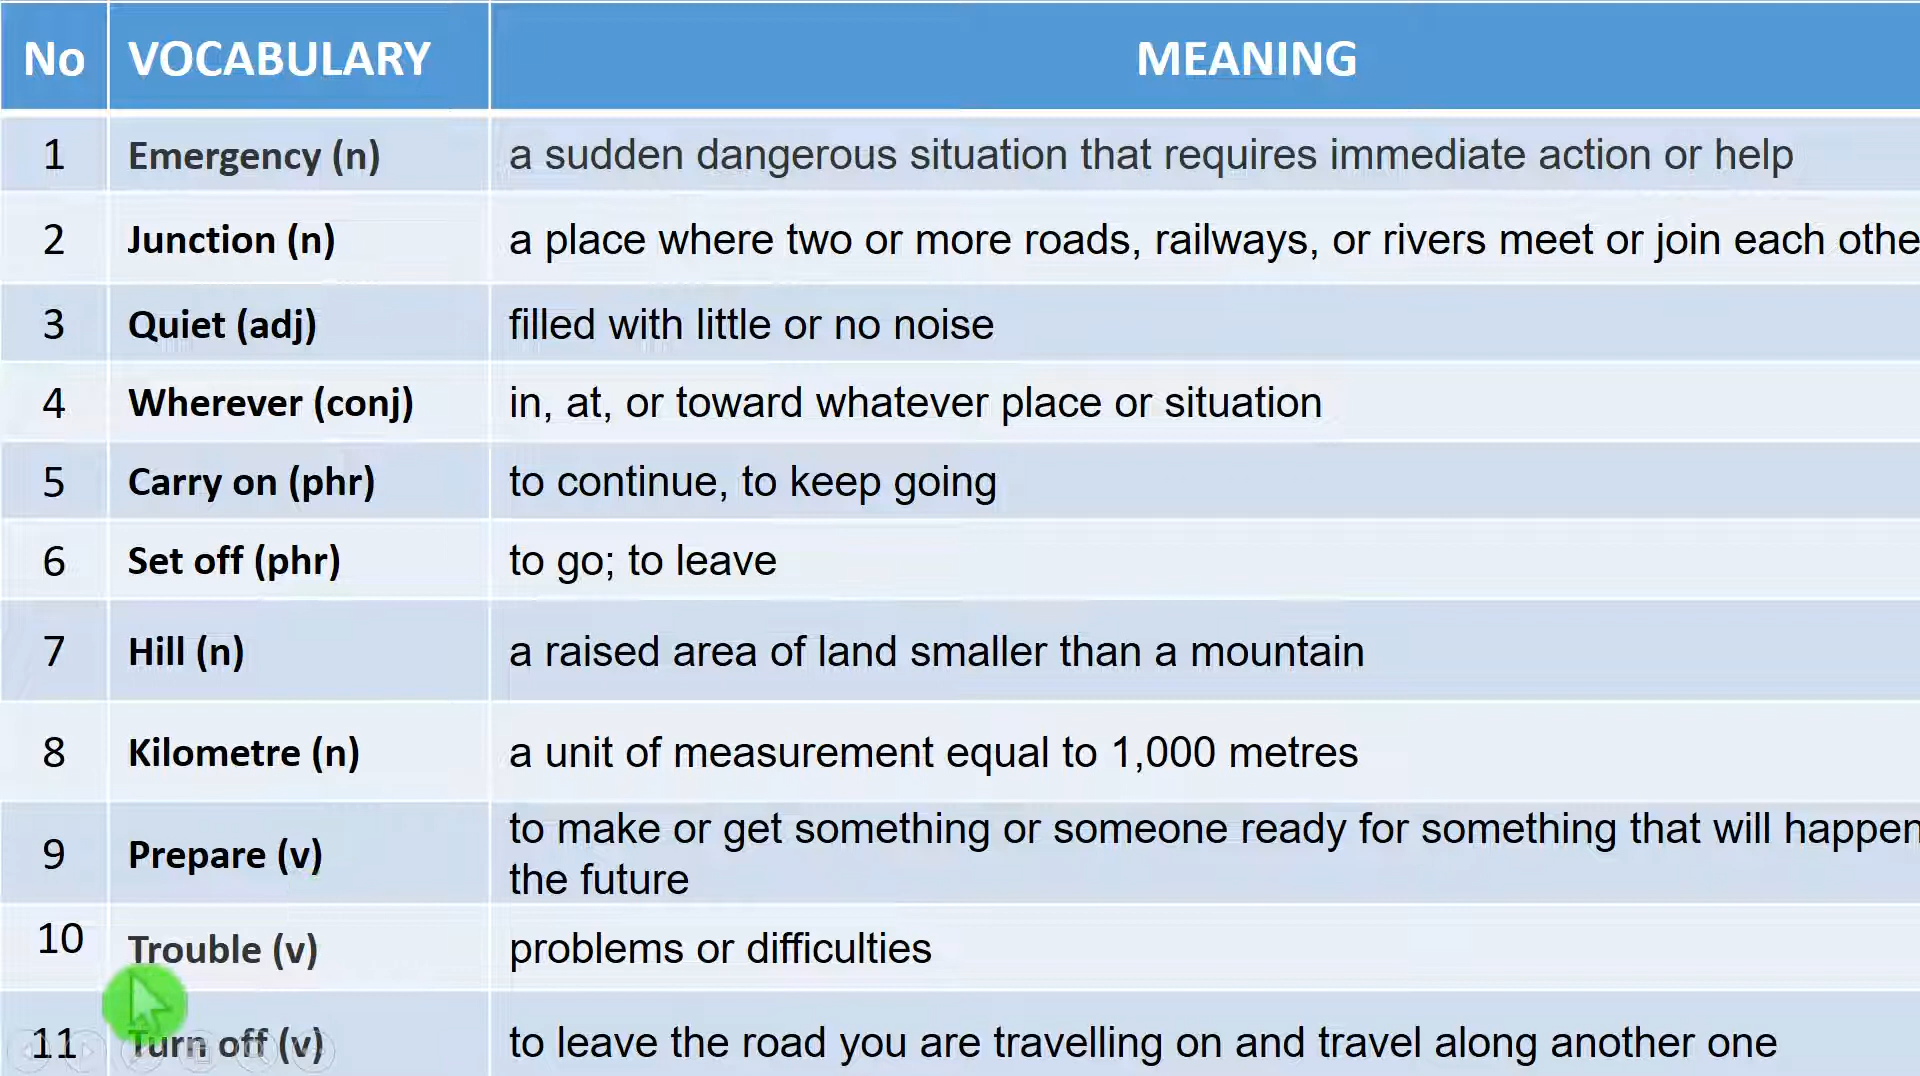 No VOCABULARY MEANING
1 Emergency (n) a sudden dangerous situation that requires immediate action or help
2 Junction (n) a place where two or more roads, railways, or rivers meet or join each othe
3 Quiet (adj) filled with little or no noise
4 Wherever (conj) in, at, or toward whatever place or situation
5 Carry on (phr) to continue, to keep going
6 Set off (phr) to go; to leave
7 Hill (n) a raised area of land smaller than a mountain
8 Kilometre (n) a unit of measurement equal to 1,000 metres
9 Prepare (v) to make or get something or someone ready for something that will happen
the future
10 Trouble (v) problems or difficulties
11 Turn off (v) to leave the road you are travelling on and travel along another one